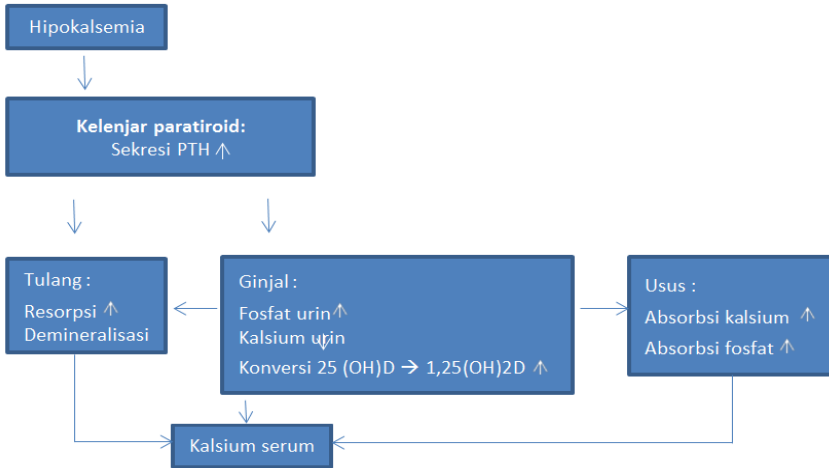 Hipokalsemia
Kelenjar paratiroid:
Sekresi PTH ↑
Tulang :
Resorpsi ↑
Demineralisasi
Ginjal :
Fosfat urin ↑
Kalsium urin ↓
Konversi 25 (OH)D → 1,25(OH)2D ↑
Usus :
Absorbsi kalsium ↑
Absorbsi fosfat ↑
Kalsium serum